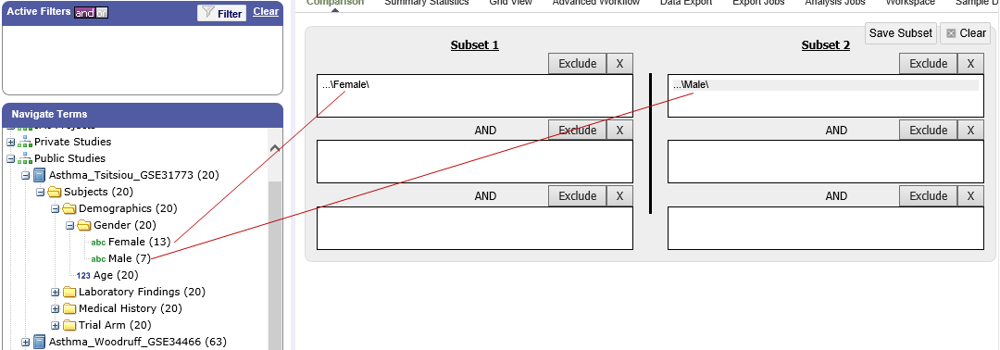 Active Filters and or Filter Clear
Navigate Terms
Private Studies
Public Studies
Asthma_Tsitsiou_GSE31773 (20)
Subjects (20)
Demographics (20)
Gender (20)
abc Female (13)
abc Male (7)
123 Age (20)
Laboratory Findings (20)
Medical History (20)
Trial Arm (20)
Asthma_Woodruff_GSE34466 (63)
Comparison Summary Statistics Grid View Advanced Workflow Data Export Export Jobs Analysis Jobs Workspace Sample D
Save Subset Clear
Subset 1 Subset 2
Exclude X Exclude X
...\Female\ ...\Male\
AND Exclude X AND Exclude X
AND Exclude X AND Exclude X